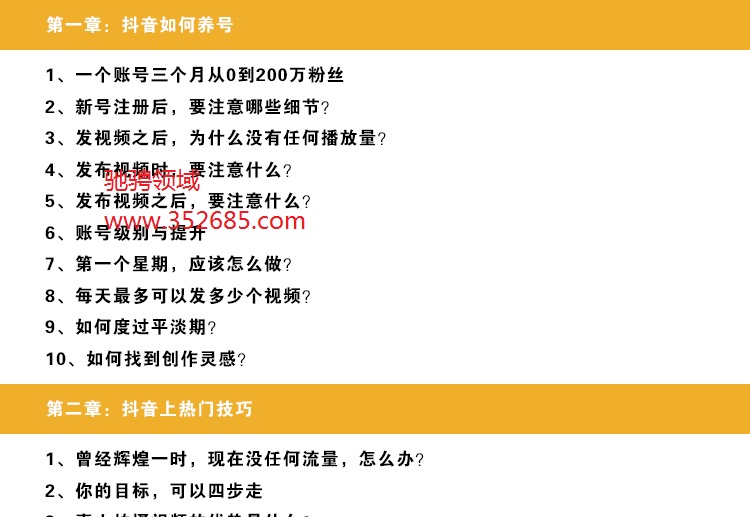 第一章：抖音如何养号
1、一个账号三个月从0到200万粉丝
2、新号注册后，要注意哪些细节?
3、发视频之后，为什么没有任何播放量?
4、发布视频时，要注意什么?
驰骋领域
5、发布视频之后，要注意什么?
www.352685.com
6、账号级别与提升
7、第一个星期，应该怎么做?
8、每天最多可以发多少个视频?
9、如何度过平淡期?
10、如何找到创作灵感?
第二章：抖音上热门技巧
1、曾经辉煌一时，现在没任何流量，怎么办?
2、你的目标，可以四步走